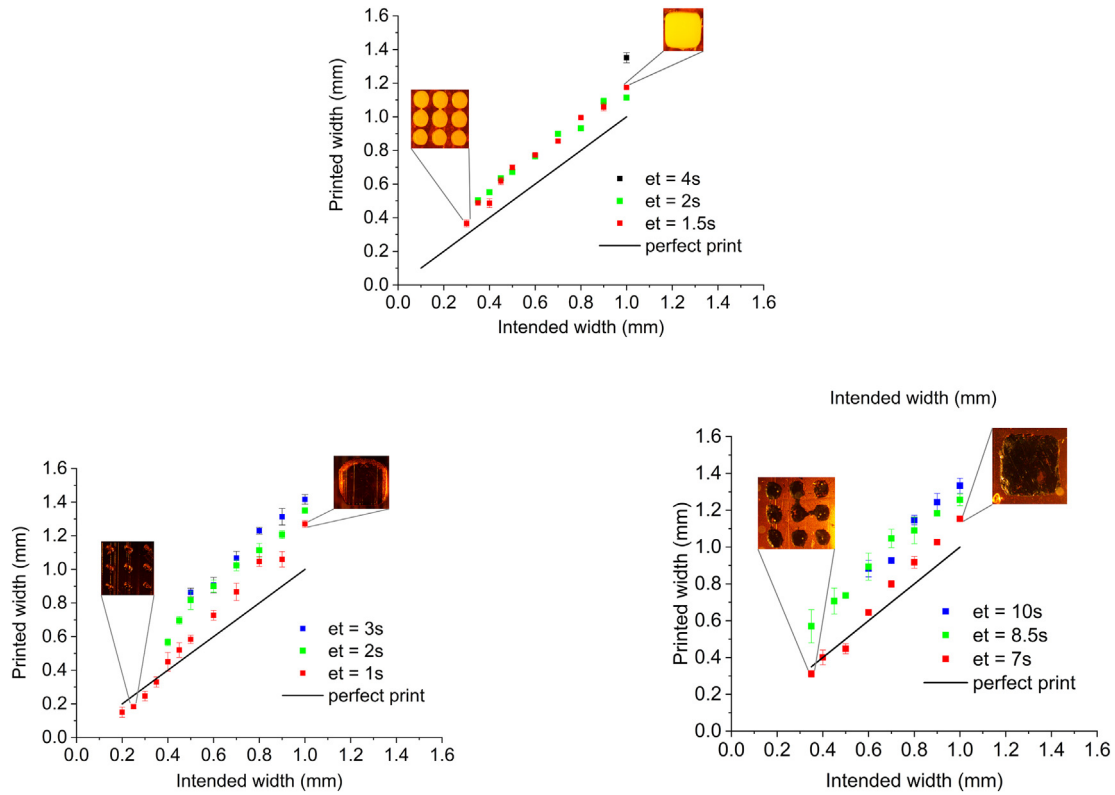 1.6
1.4
1.2
1.0
0.8
0.6
0.4
0.2
0.0
Printed width (mm)
et = 4s
et = 2s
et = 1.5s
perfect print
0.0 0.2 0.4 0.6 0.8 1.0 1.2 1.4 1.6
Intended width (mm)
1.6
1.4
1.2
1.0
0.8
0.6
0.4
0.2
0.0
Printed width (mm)
et = 3s
et = 2s
et = 1s
perfect print
0.0 0.2 0.4 0.6 0.8 1.0 1.2 1.4 1.6
Intended width (mm)
Intended width (mm)
1.6
1.4
1.2
1.0
0.8
0.6
0.4
0.2
0.0
Printed width (mm)
et = 10s
et = 8.5s
et = 7s
perfect print
0.0 0.2 0.4 0.6 0.8 1.0 1.2 1.4 1.6
Intended width (mm)